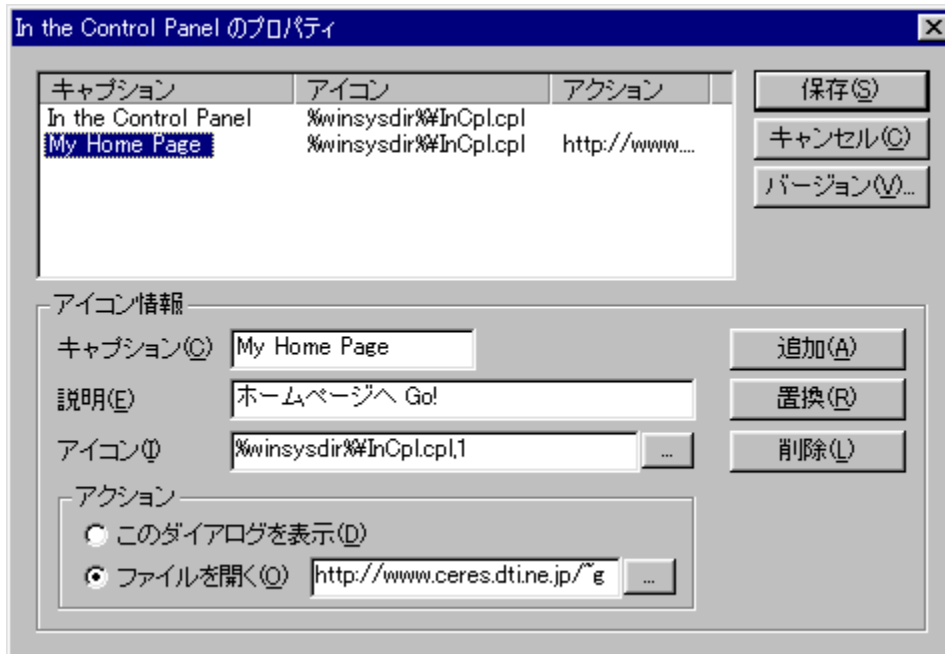 In the Control Panel のプロパティ
キャプション アイコン アクション
In the Control Panel %winsysdir%¥InCpl.cpl
My Home Page %winsysdir%¥InCpl.cpl http://www....
保存(S)
キャンセル(C)
バージョン(V)...
アイコン情報
キャプション(C) My Home Page 追加(A)
説明(E) ホームページへ Go! 置換(R)
アイコン(I) %winsysdir%¥InCpl.cpl,1 ... 削除(L)
アクション
このダイアログを表示(D)
ファイルを開く(O) http://www.ceres.dti.ne.jp/~g ...